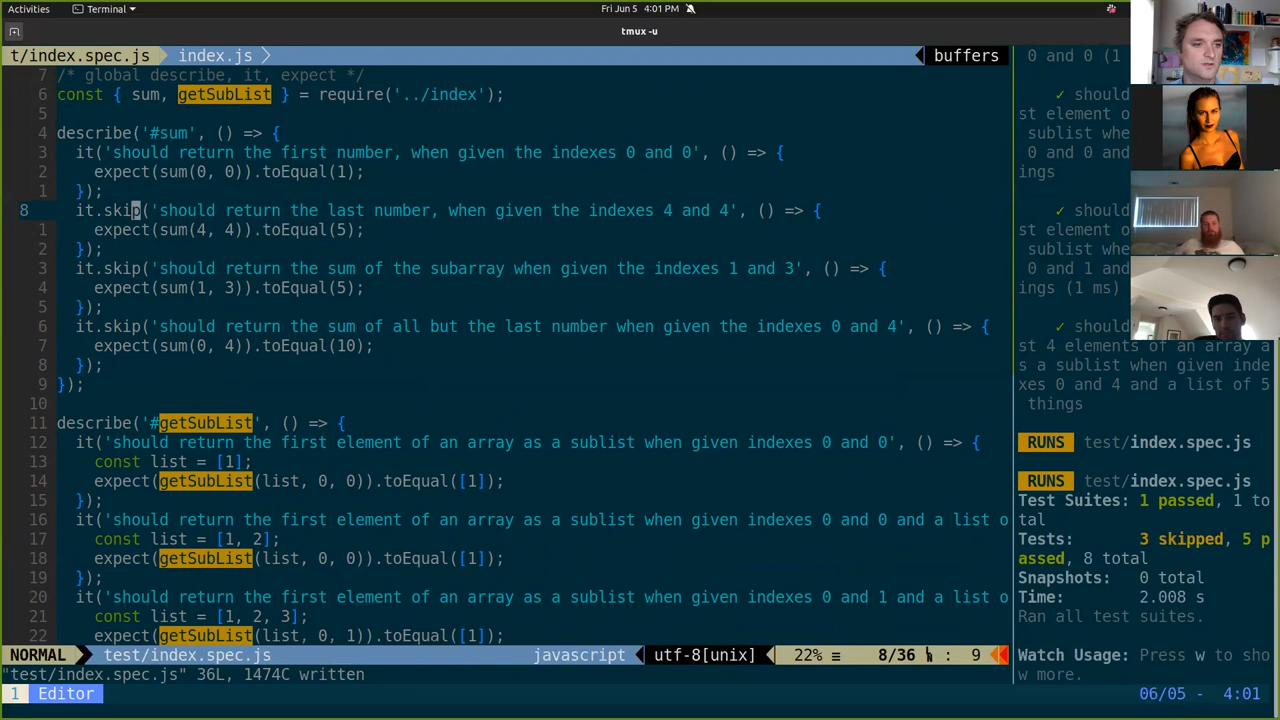 Activities
Terminal
Fri Jun 5 4:01 PM
tmux -u
t/index.spec.js
index.js
buffers
7 /* global describe, it, expect */
6 const { sum, getSubList } = require('../index');
5
4 describe('#sum', () => {
3 it('should return the first number, when given the indexes 0 and 0', () => {
2 expect(sum(0, 0)).toEqual(1);
1 });
8 it.skip('should return the last number, when given the indexes 4 and 4', () => {
1 expect(sum(4, 4)).toEqual(5);
2 });
3 it.skip('should return the sum of the subarray when given the indexes 1 and 3', () => {
4 expect(sum(1, 3)).toEqual(5);
5 });
6 it.skip('should return the sum of all but the last number when given the indexes 0 and 4', () => {
7 expect(sum(0, 4)).toEqual(10);
8 });
9 });
10
11 describe('#getSubList', () => {
12 it('should return the first element of an array as a sublist when given indexes 0 and 0', () => {
13 const list = [1];
14 expect(getSubList(list, 0, 0)).toEqual([1]);
15 });
16 it('should return the first element of an array as a sublist when given indexes 0 and 0 and a list o
17 const list = [1, 2];
18 expect(getSubList(list, 0, 0)).toEqual([1]);
19 });
20 it('should return the first element of an array as a sublist when given indexes 0 and 1 and a list o
21 const list = [1, 2, 3];
22 expect(getSubList(list, 0, 1)).toEqual([1]);
NORMAL test/index.spec.js javascript utf-8[unix] 22% ≡ 8/36 : 9
"test/index.spec.js" 36L, 1474C written
0 and 0 (1
✓ should
st element o
sublist whe
0 and 0 and
ings
✓ should
st element o
sublist whe
0 and 1 and
ings (1 ms)
✓ should
st 4 elements of an array a
s a sublist when given inde
xes 0 and 4 and a list of 5
things
RUNS test/index.spec.js
RUNS test/index.spec.js
Test Suites: 1 passed, 1 to
tal
Tests: 3 skipped, 5 p
assed, 8 total
Snapshots: 0 total
Time: 2.008 s
Ran all test suites.
Watch Usage: Press w to sho
w more.
1 Editor
06/05 - 4:01